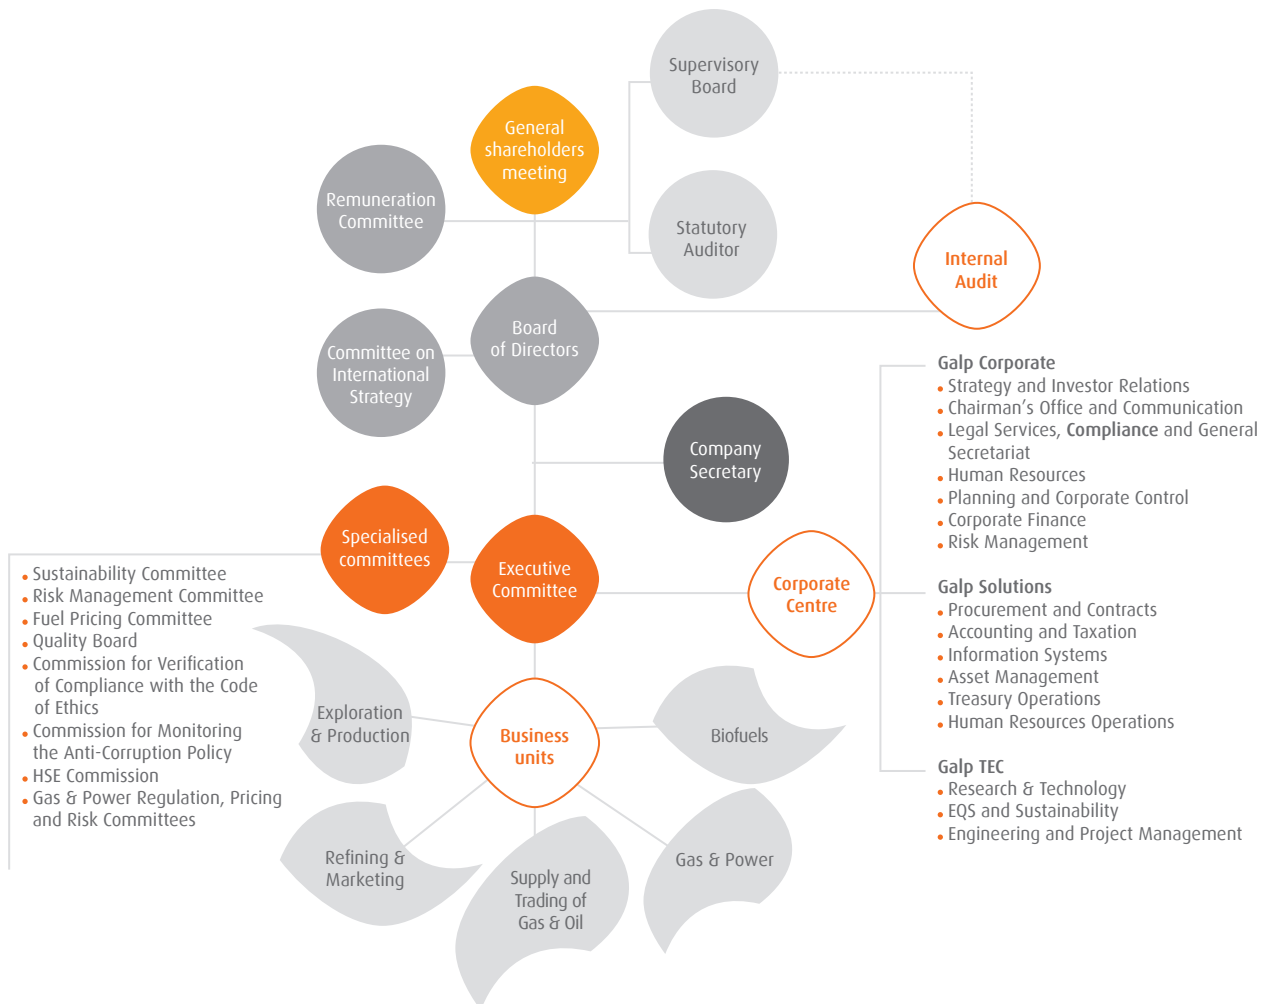 Supervisory
Board
General
shareholders
meeting
Remuneration
Committee
Statutory
Auditor
Internal
Audit
Board
of Directors
Committee on
International
Strategy
Company
Secretary
Specialised
committees
Executive
Committee
Corporate
Centre
Galp Corporate
• Strategy and Investor Relations
• Chairman's Office and Communication
• Legal Services, Compliance and General
Secretariat
• Human Resources
• Planning and Corporate Control
• Corporate Finance
• Risk Management
Galp Solutions
• Procurement and Contracts
• Accounting and Taxation
• Information Systems
• Asset Management
• Treasury Operations
• Human Resources Operations
Galp TEC
• Research & Technology
• EQS and Sustainability
• Engineering and Project Management
• Sustainability Committee
• Risk Management Committee
• Fuel Pricing Committee
• Quality Board
• Commission for Verification
of Compliance with the Code
of Ethics
• Commission for Monitoring
the Anti-Corruption Policy
• HSE Commission
• Gas & Power Regulation, Pricing
and Risk Committees
Exploration
& Production
Business
units
Biofuels
Refining &
Marketing
Supply and
Trading of
Gas & Oil
Gas & Power